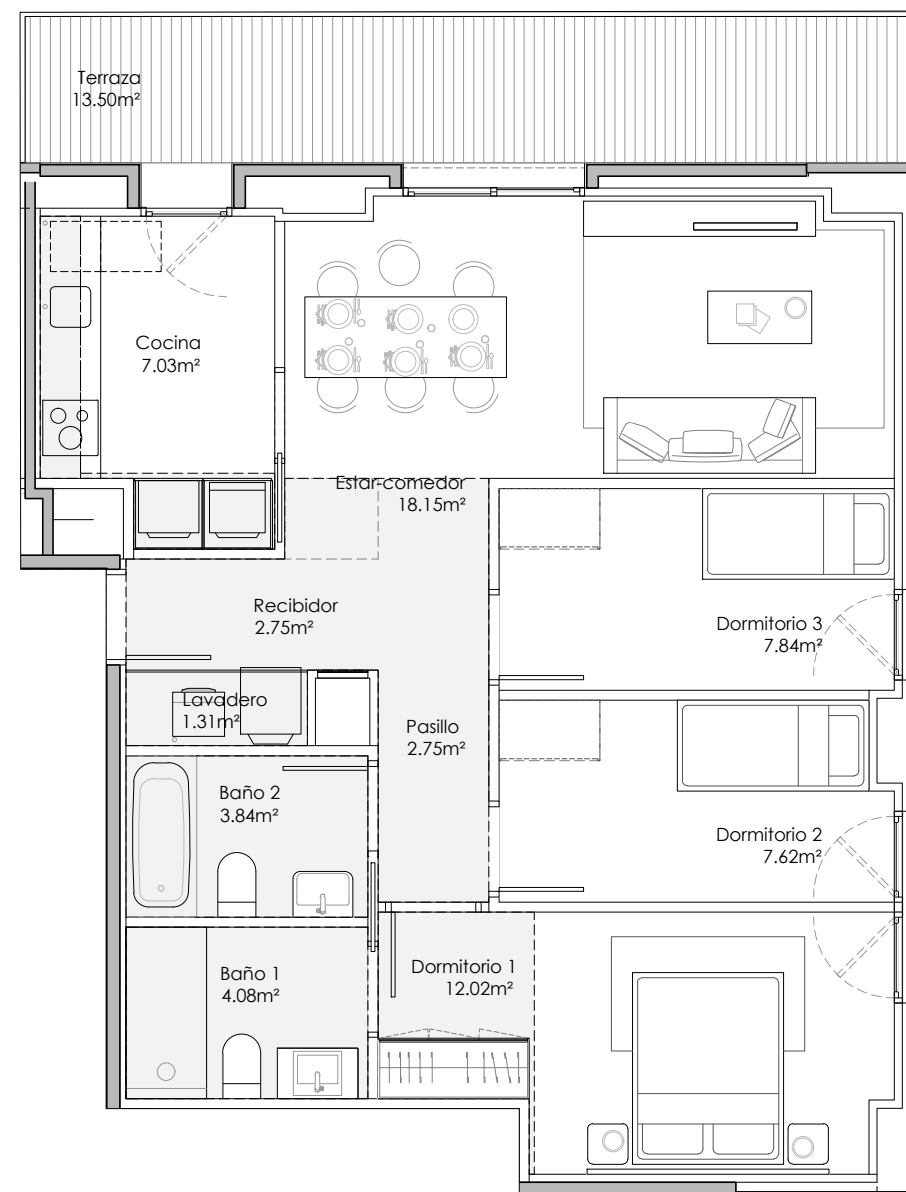 Terraza
13.50m²
Cocina
7.03m²
Estar-comedor
18.15m²
Recibidor
2.75m²
Dormitorio 3
7.84m²
Lavadero
1.31m²
Pasillo
2.75m²
Baño 2
3.84m²
Dormitorio 2
7.62m²
Baño 1
4.08m²
Dormitorio 1
12.02m²